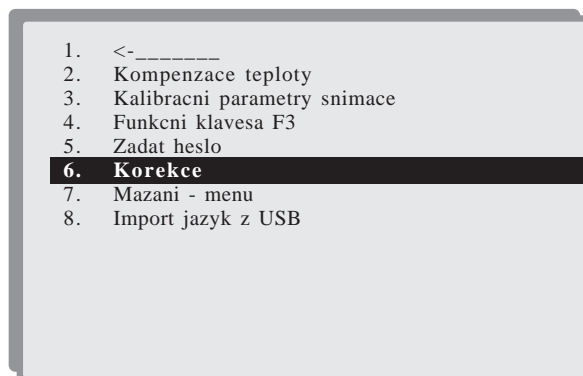 1. <-_______
2. Kompenzace teploty
3. Kalibracni parametry snimace
4. Funkcni klavesa F3
5. Zadat heslo
6. Korekce
7. Mazani - menu
8. Import jazyk z USB